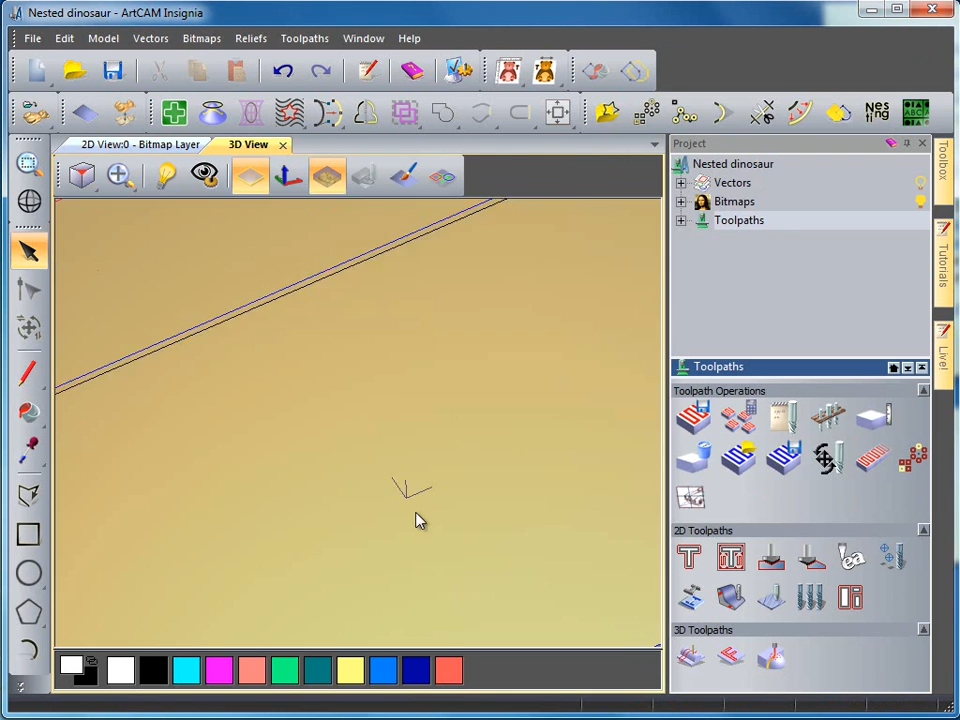 Nested dinosaur - ArtCAM Insignia
File Edit Model Vectors Bitmaps Reliefs Toolpaths Window Help
Nes
ting
ABCDE
2D View:0 - Bitmap Layer
3D View
Project
Nested dinosaur
Vectors
Bitmaps
Toolpaths
Toolbox
Tutorials
Live!
Toolpaths
Toolpath Operations
2D Toolpaths
3D Toolpaths